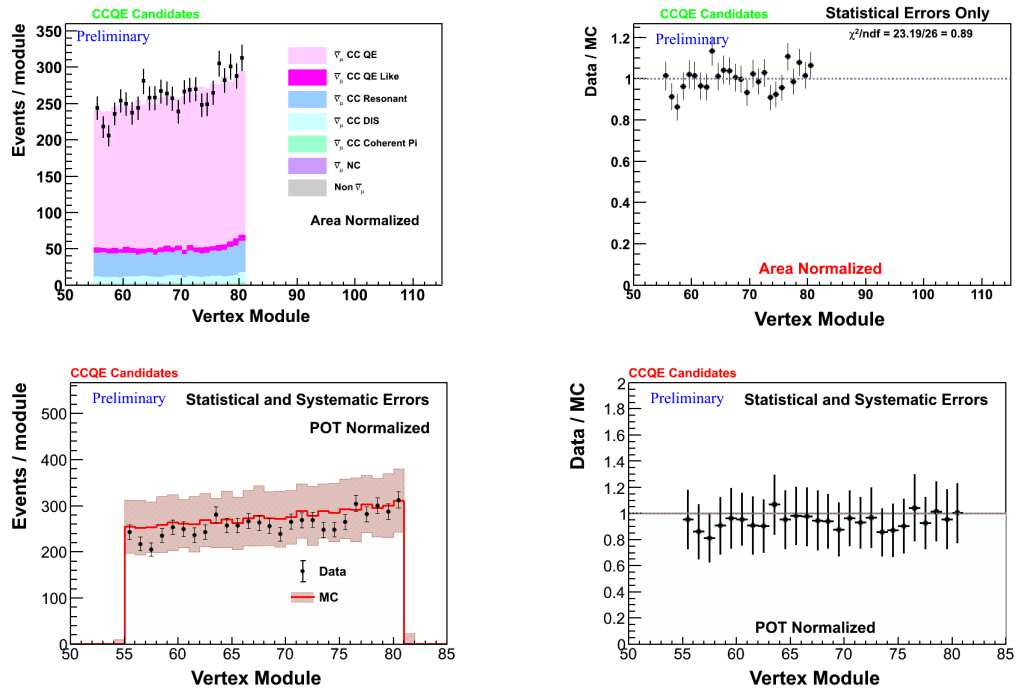 CCQE Candidates
Preliminary
Events / module
350
300
250
200
150
100
50
0
ν̄μ CC QE
ν̄μ CC QE Like
ν̄μ CC Resonant
ν̄μ CC DIS
ν̄μ CC Coherent Pi
ν̄μ NC
Non ν̄μ
Area Normalized
50 60 70 80 90 100 110
Vertex Module
CCQE Candidates
Statistical Errors Only
χ²/ndf = 23.19/26 = 0.89
Preliminary
Data / MC
1.2
1
0.8
0.6
0.4
0.2
0
Area Normalized
50 60 70 80 90 100 110
Vertex Module
CCQE Candidates
Preliminary
Statistical and Systematic Errors
POT Normalized
Events / module
500
400
300
200
100
0
Data
MC
50 55 60 65 70 75 80 85
Vertex Module
CCQE Candidates
Preliminary
Statistical and Systematic Errors
Data / MC
2
1.8
1.6
1.4
1.2
1
0.8
0.6
0.4
0.2
0
POT Normalized
50 55 60 65 70 75 80 85
Vertex Module